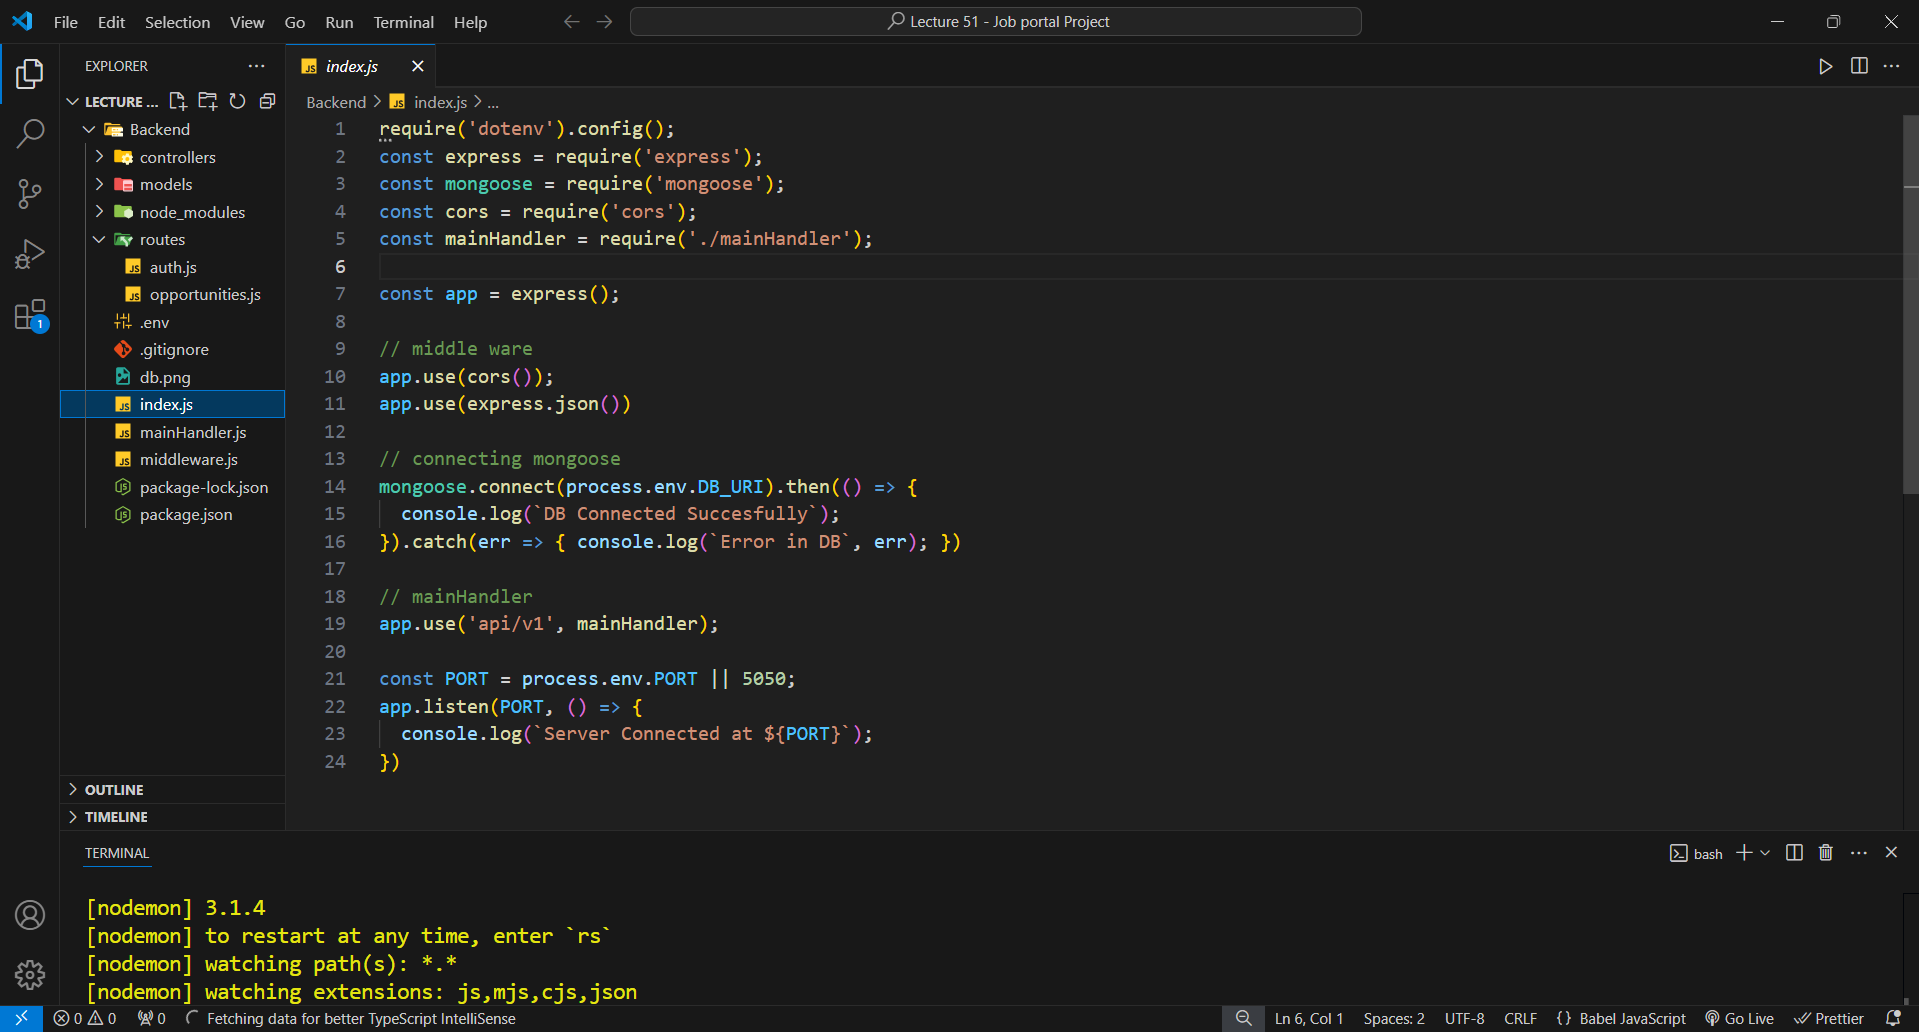 File Edit Selection View Go Run Terminal Help
Lecture 51 - Job portal Project
EXPLORER
LECTURE ...
Backend
controllers
models
node_modules
routes
auth.js
opportunities.js
.env
.gitignore
db.png
index.js
mainHandler.js
middleware.js
package-lock.json
package.json
OUTLINE
TIMELINE
1
index.js
Backend > index.js > ...
1 require('dotenv').config();
2 const express = require('express');
3 const mongoose = require('mongoose');
4 const cors = require('cors');
5 const mainHandler = require('./mainHandler');
6
7 const app = express();
8
9 // middle ware
10 app.use(cors());
11 app.use(express.json())
12
13 // connecting mongoose
14 mongoose.connect(process.env.DB_URI).then(() => {
15 console.log(`DB Connected Succesfully`);
16 }).catch(err => { console.log(`Error in DB`, err); })
17
18 // mainHandler
19 app.use('api/v1', mainHandler);
20
21 const PORT = process.env.PORT || 5050;
22 app.listen(PORT, () => {
23 console.log(`Server Connected at ${PORT}`);
24 })
TERMINAL
bash
[nodemon] 3.1.4
[nodemon] to restart at any time, enter `rs`
[nodemon] watching path(s): *.*
[nodemon] watching extensions: js,mjs,cjs,json
0 0 0 Fetching data for better TypeScript IntelliSense Ln 6, Col 1 Spaces: 2 UTF-8 CRLF {} Babel JavaScript Go Live Prettier